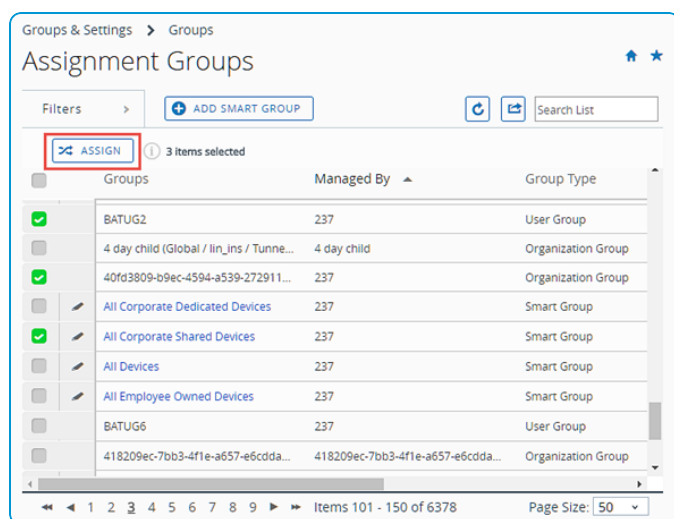 Groups & Settings > Groups
Assignment Groups
Filters > ADD SMART GROUP Search List
ASSIGN 3 items selected
Groups Managed By Group Type
BATUG2 237 User Group
4 day child (Global / lin_ins / Tunne... 4 day child Organization Group
40fd3809-b9ec-4594-a539-272911... 237 Organization Group
All Corporate Dedicated Devices 237 Smart Group
All Corporate Shared Devices 237 Smart Group
All Devices 237 Smart Group
All Employee Owned Devices 237 Smart Group
BATUG6 237 User Group
418209ec-7bb3-4f1e-a657-e6cdda... 418209ec-7bb3-4f1e-a657-e6cdda... Organization Group
1 2 3 4 5 6 7 8 9 Items 101 - 150 of 6378 Page Size: 50